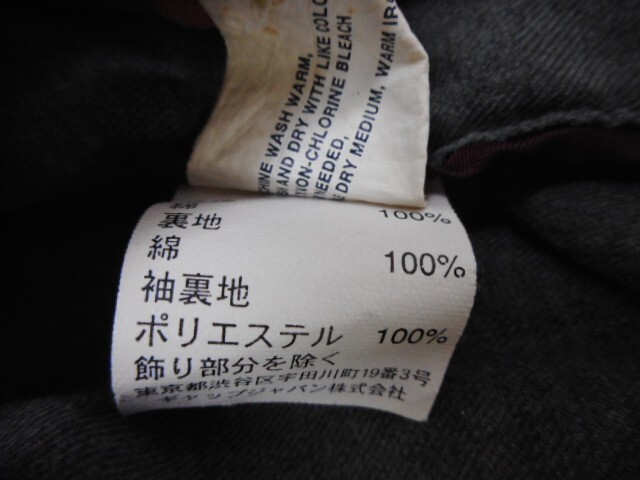 CHINE WASH WARM,
AND DRY WITH LIKE COLO
NON-CHLORINE BLEACH
NEEDED,
DRY MEDIUM, WARM IR
綿 100%
裏地
綿 100%
袖裏地
ポリエステル 100%
飾り部分を除く
東京都渋谷区宇田川町19番3号
ギャップジャパン株式会社